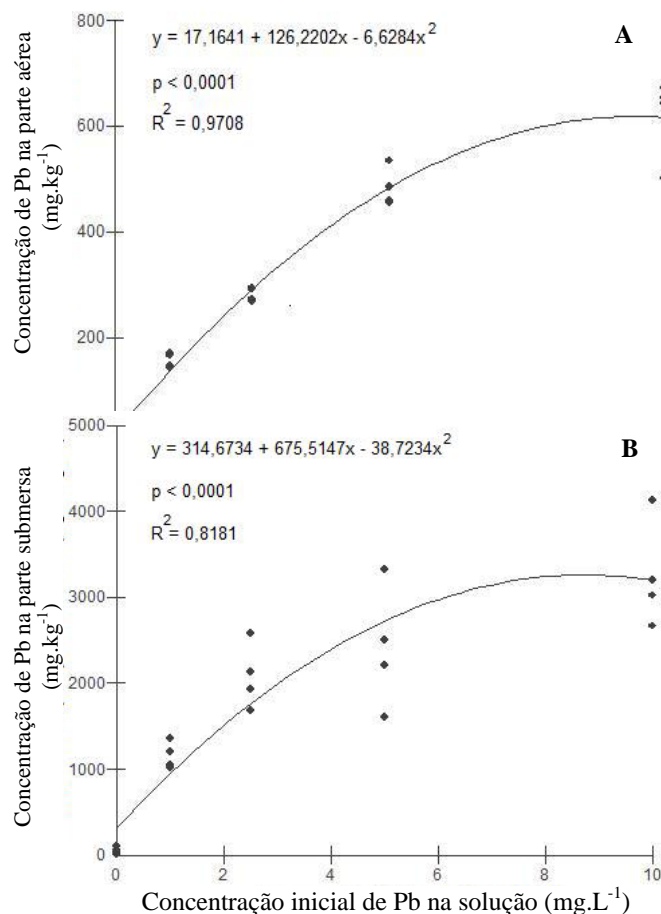 800
y = 17,1641 + 126,2202x - 6,6284x²
A
p < 0,0001
R² = 0,9708
600
400
200
Concentração de Pb na parte aérea
(mg.kg⁻¹)
5000
y = 314,6734 + 675,5147x - 38,7234x²
B
p < 0,0001
R² = 0,8181
4000
3000
2000
1000
0
Concentração de Pb na parte submersa
(mg.kg⁻¹)
0 2 4 6 8 10
Concentração inicial de Pb na solução (mg.L⁻¹)